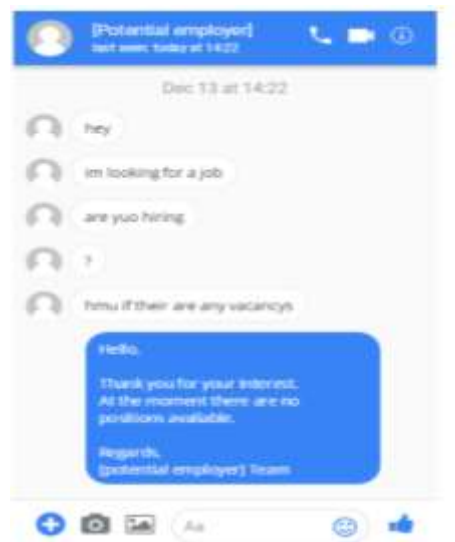 [Potential employer]
last seen: today at 14:22
Dec 13 at 14:22
hey
im looking for a job
are yuo hiring
?
hmu if their are any vacancys
Hello,
Thank you for your interest.
At the moment there are no
positions available.
Regards,
[potential employer] Team
Aa